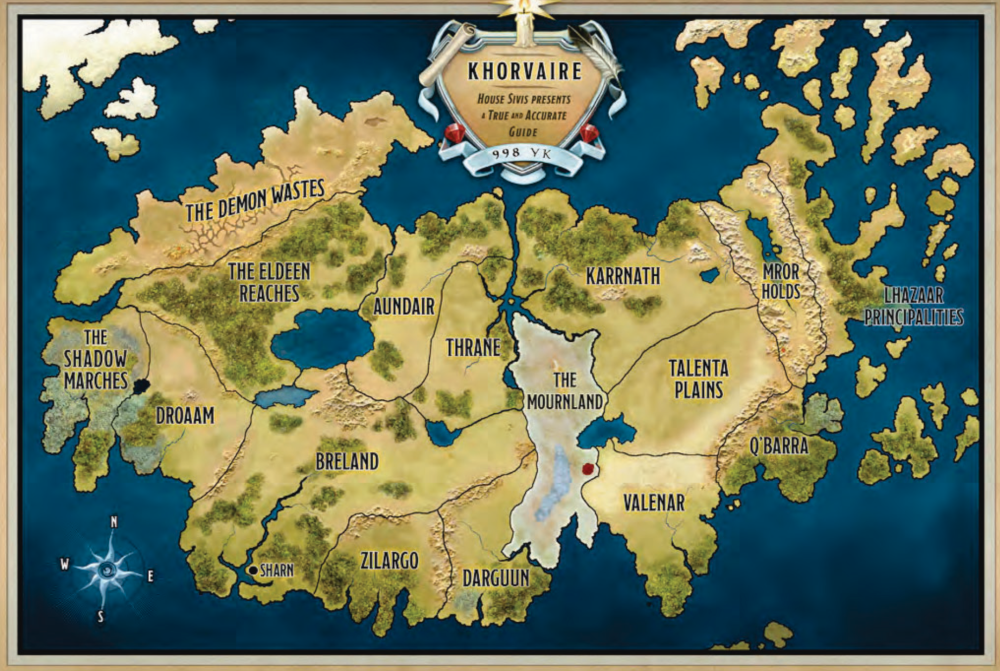 KHORVAIRE
HOUSE SIVIS PRESENTS
A TRUE AND ACCURATE
GUIDE
998 YK
THE DEMON WASTES
THE ELDEEN
REACHES
AUNDAIR
KARRNATH
MROR
HOLDS
LHAZAAR
PRINCIPALITIES
THE
SHADOW
MARCHES
THRANE
TALENTA
PLAINS
THE
MOURNLAND
DROAAM
BRELAND
Q'BARRA
VALENAR
SHARN
ZILARGO
DARGUUN
N
W
E
S